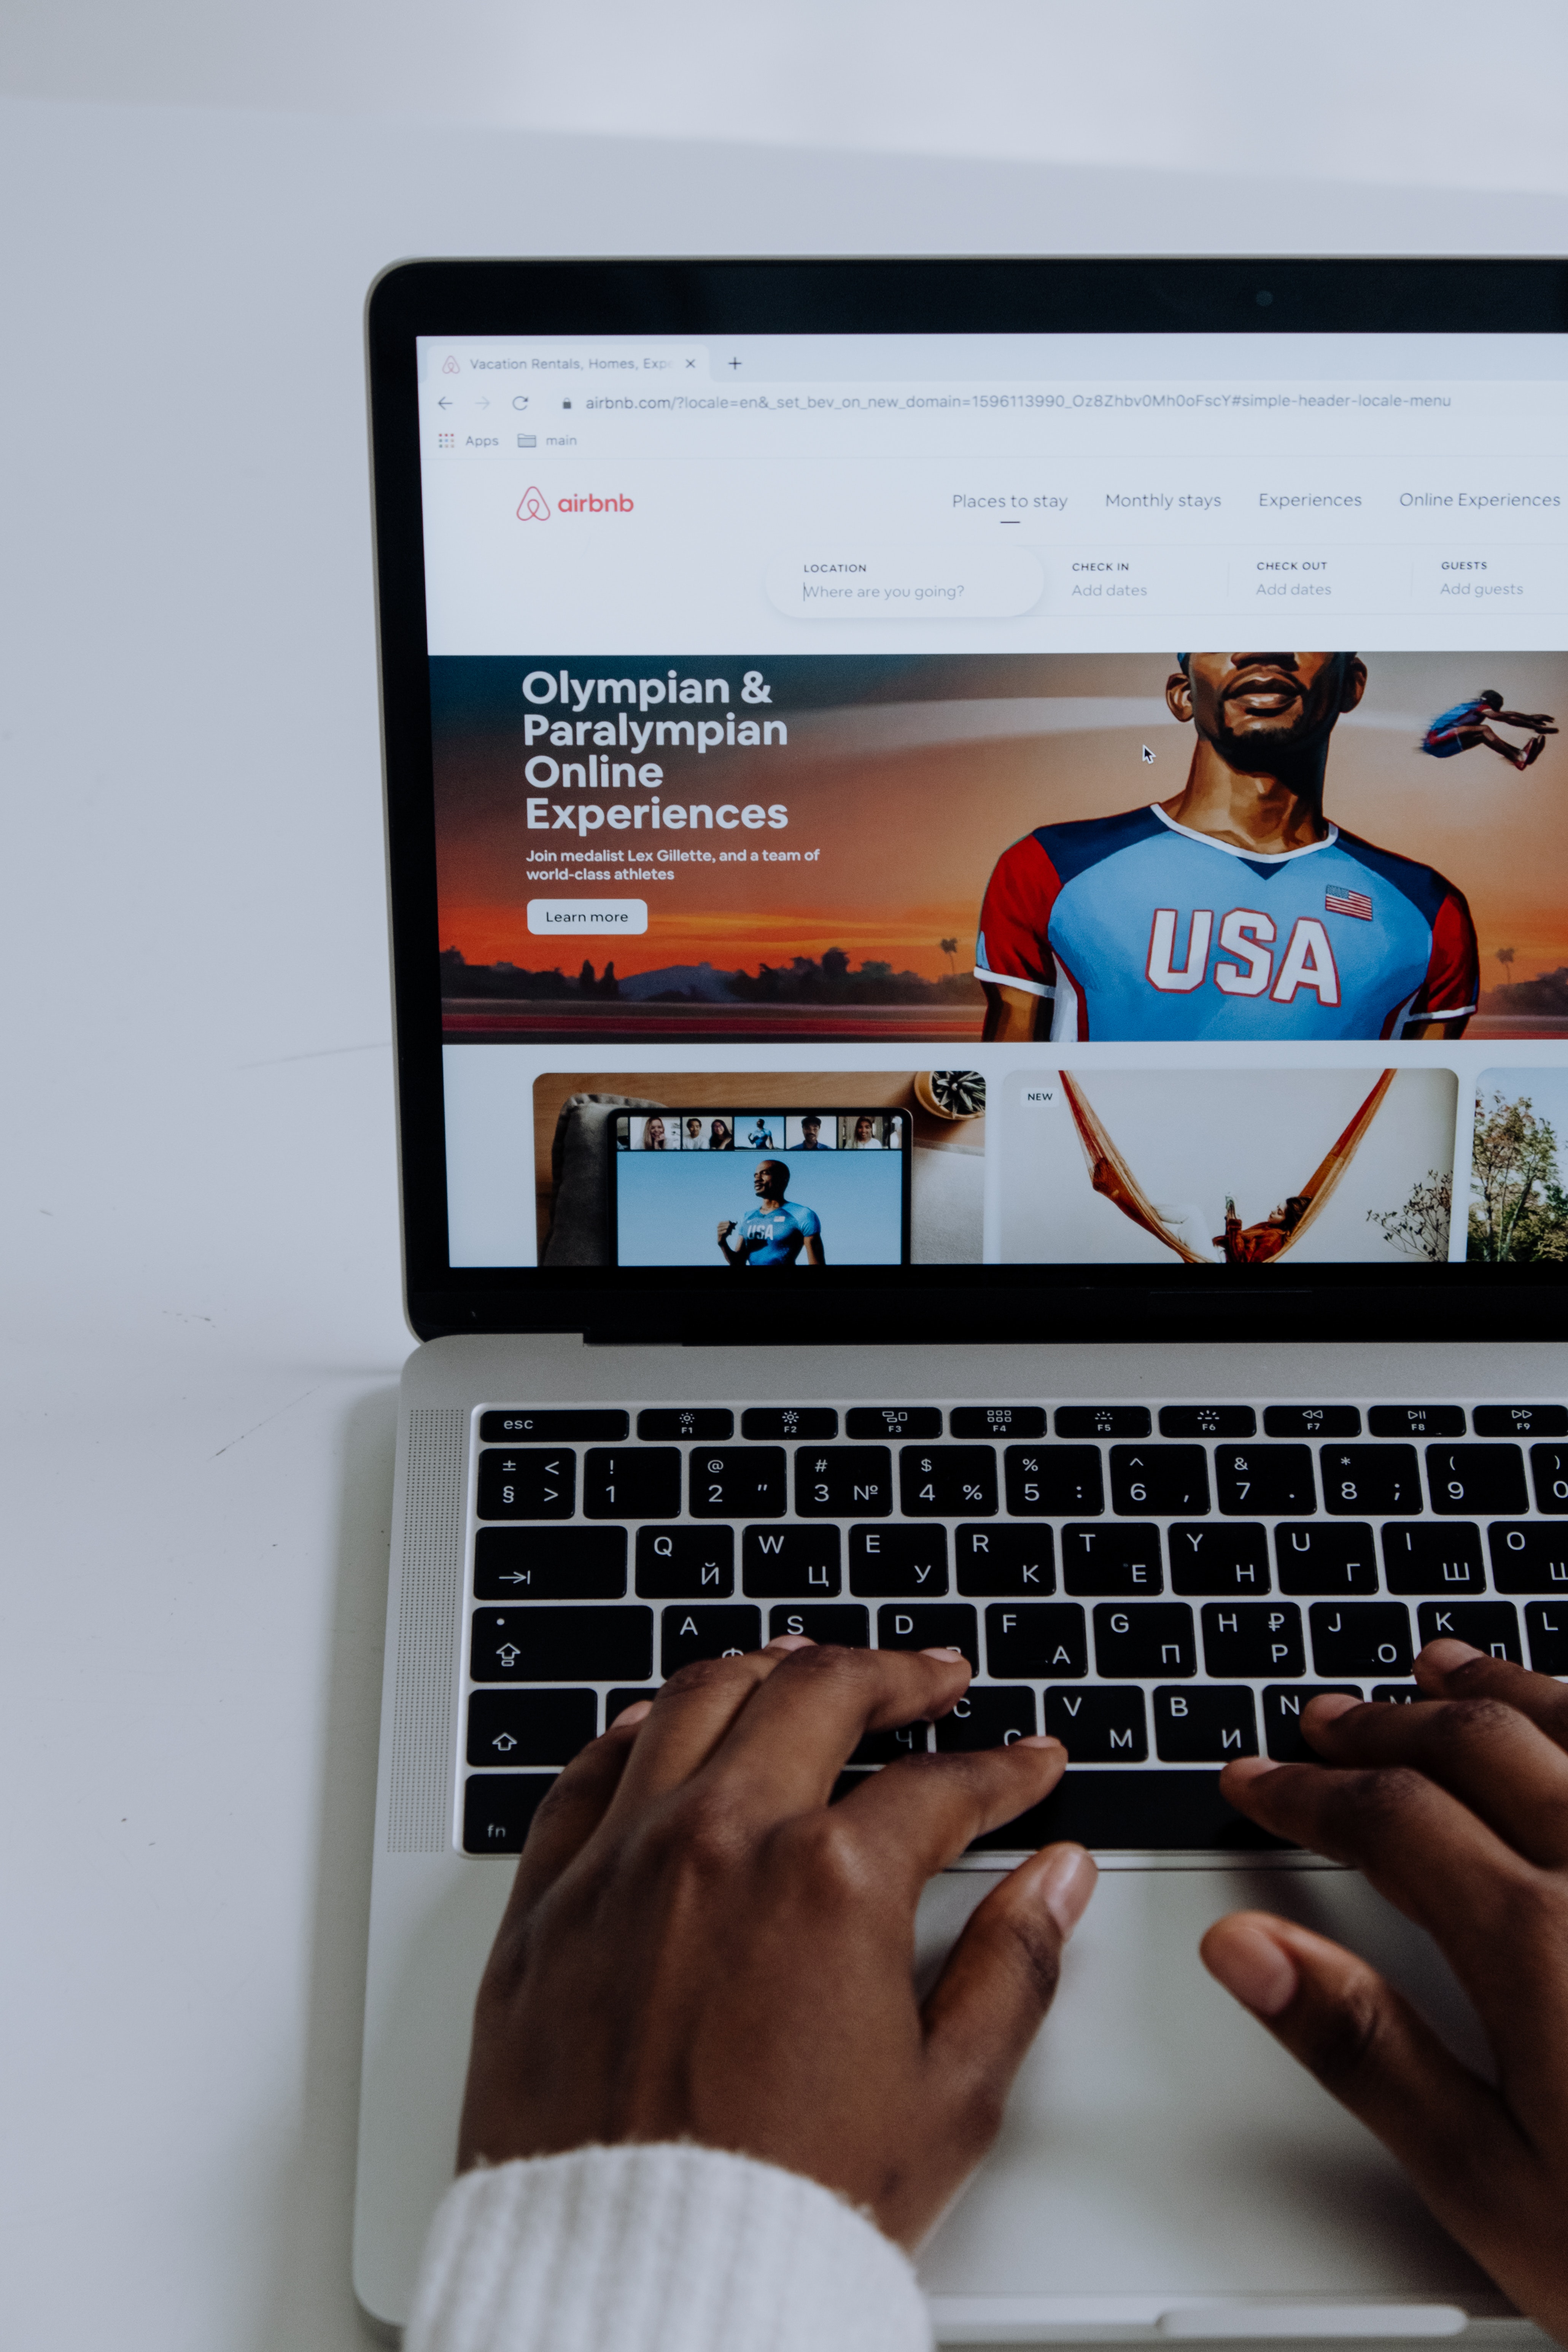 Vacation Rentals, Homes, Exp
airbnb.com/?locale=en&_set_bev_on_new_domain=1596113990_Oz8Zhbv0Mh0oFscY#simple-header-locale-menu
Apps main
airbnb
Places to stay Monthly stays Experiences Online Experiences
LOCATION CHECK IN CHECK OUT GUESTS
Where are you going? Add dates Add dates Add guests
Olympian &
Paralympian
Online
Experiences
Join medalist Lex Gillette, and a team of
world-class athletes
Learn more
USA
NEW
USA
esc F1 F2 F3 F4 F5 F6 F7 F8 F9
± < ! @ # $ % ^ & * ( )
§ > 1 2 " 3 № 4 % 5 : 6 , 7 . 8 ; 9 0
Q W E R T Y U I O
Й Ц У К Е Н Г Ш
A S D F G H ₽ J K L
А П Р О
C V B N
М И
fn